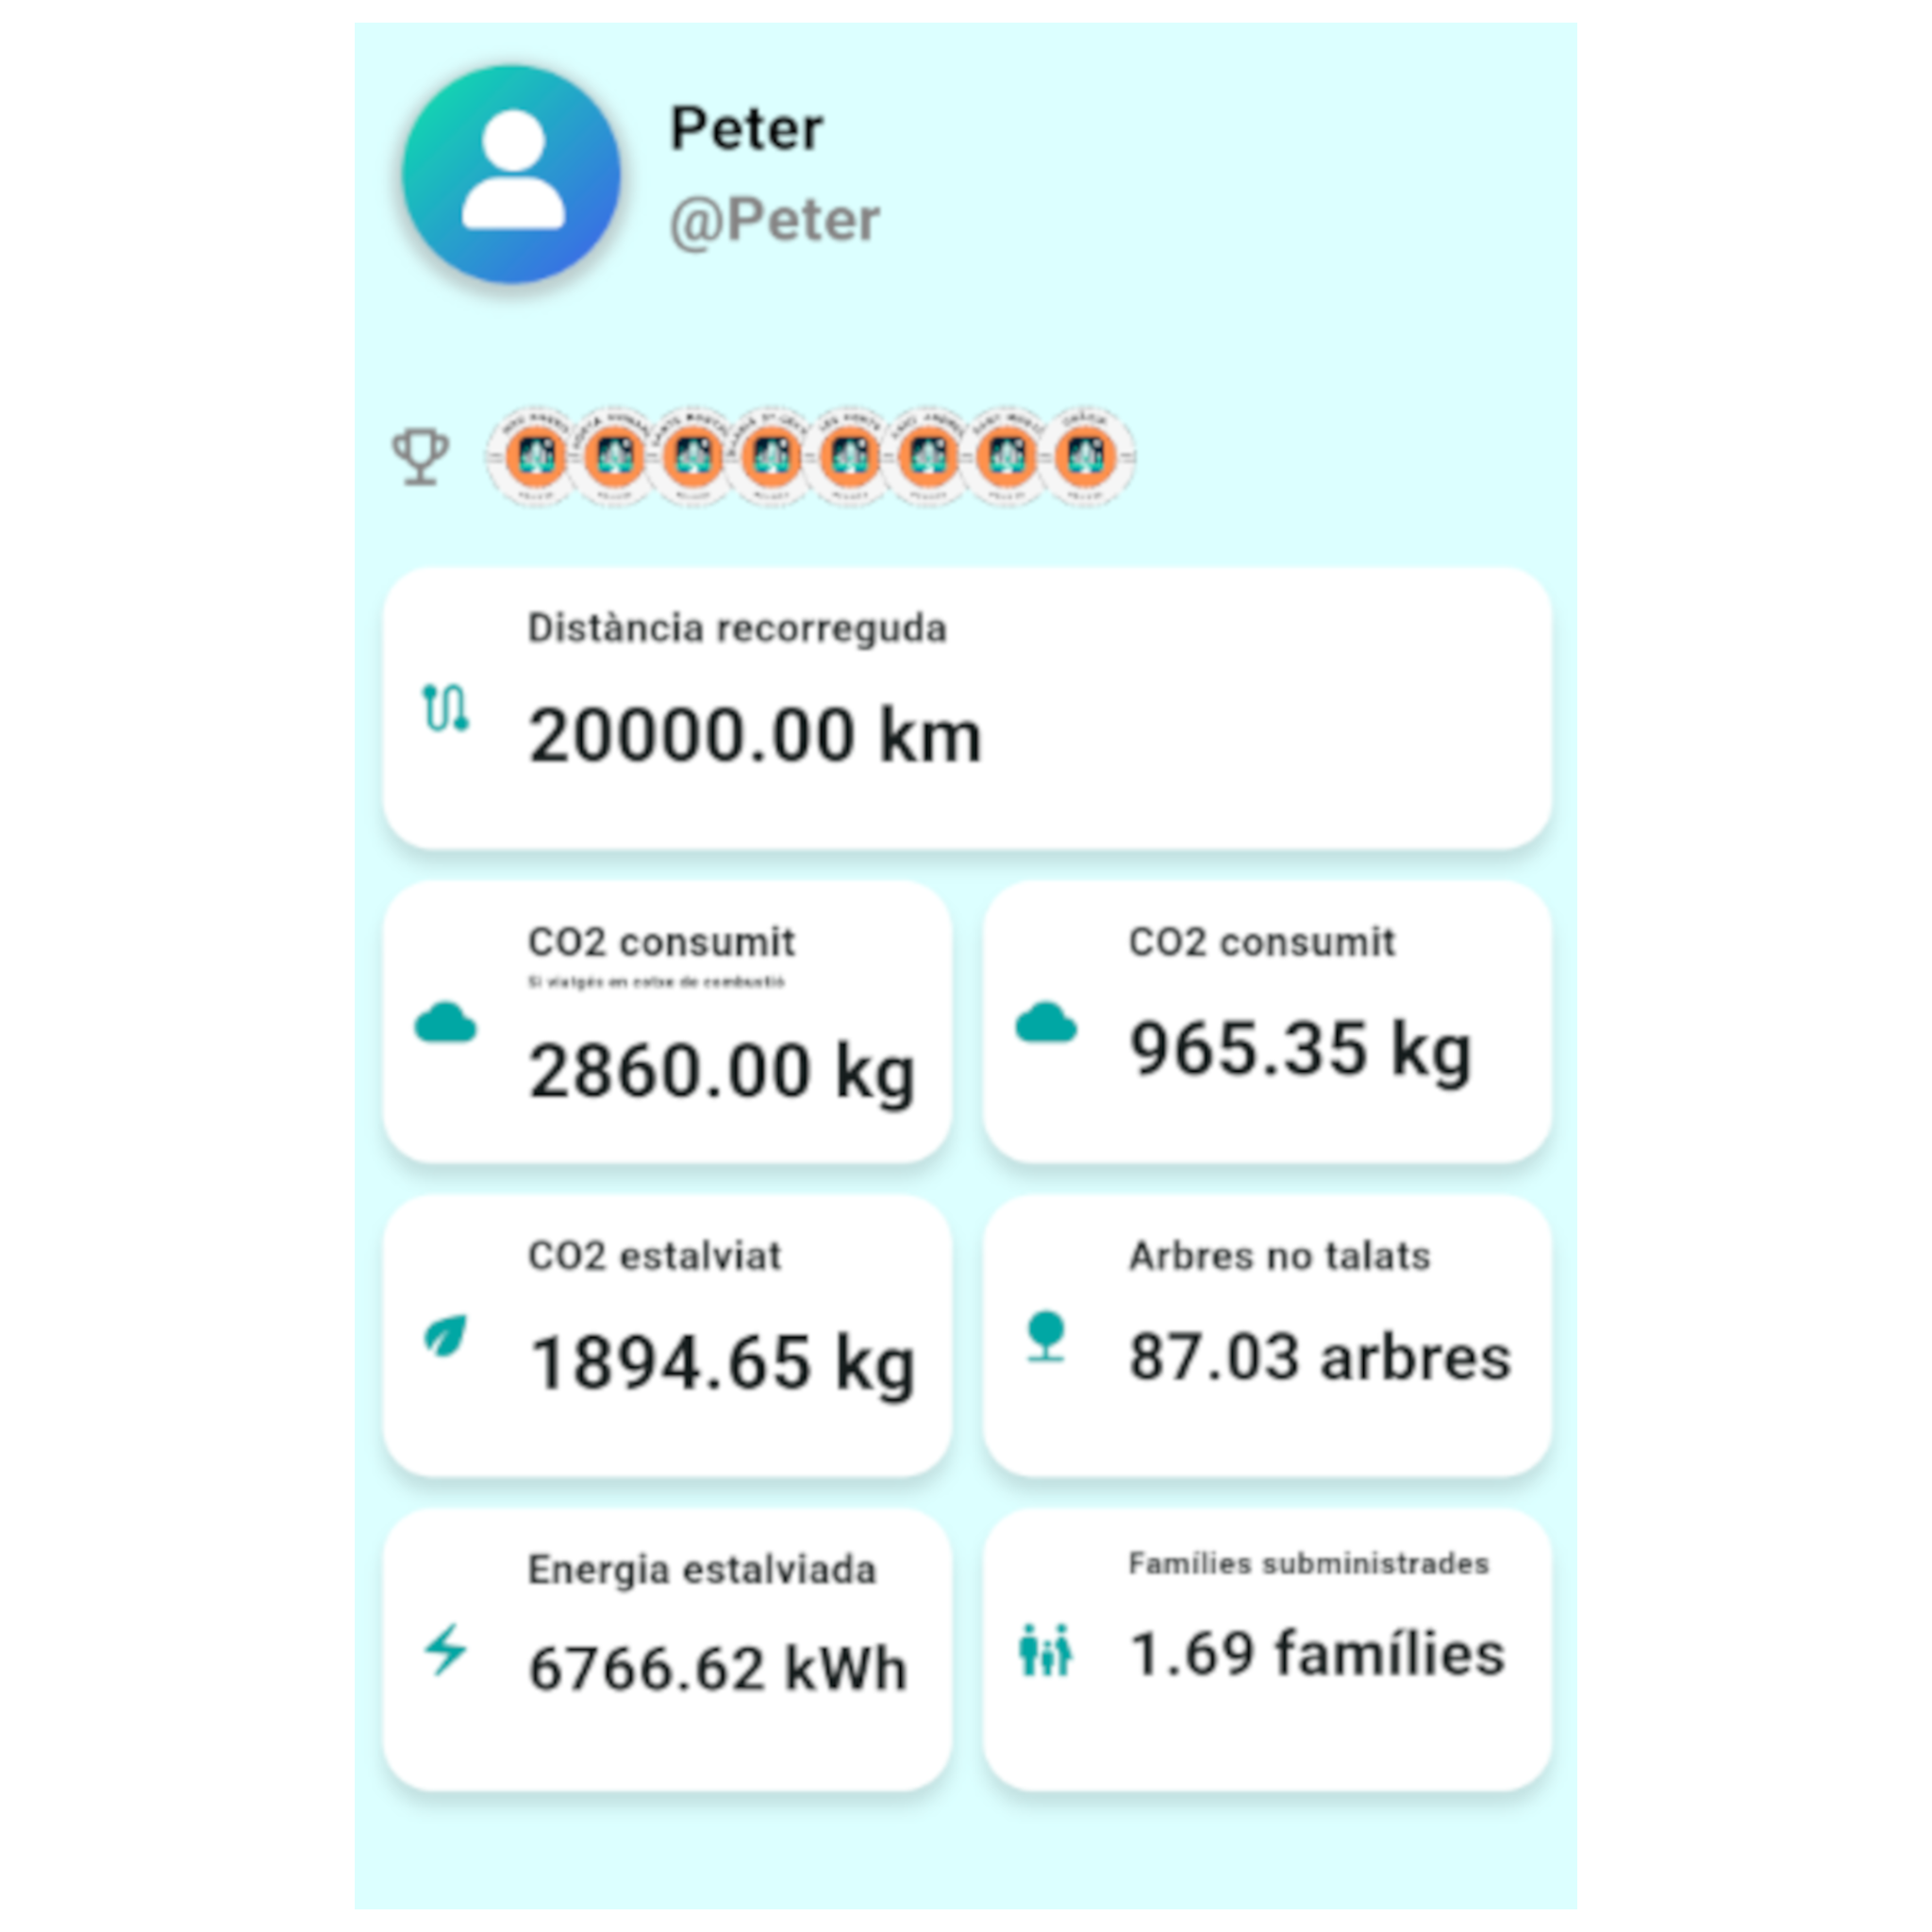 Peter
@Peter
Distància recorreguda
20000.00 km
CO2 consumit
Si viatgés en cotxe de combustió
2860.00 kg
CO2 consumit
965.35 kg
CO2 estalviat
1894.65 kg
Arbres no talats
87.03 arbres
Energia estalviada
6766.62 kWh
Famílies subministrades
1.69 famílies